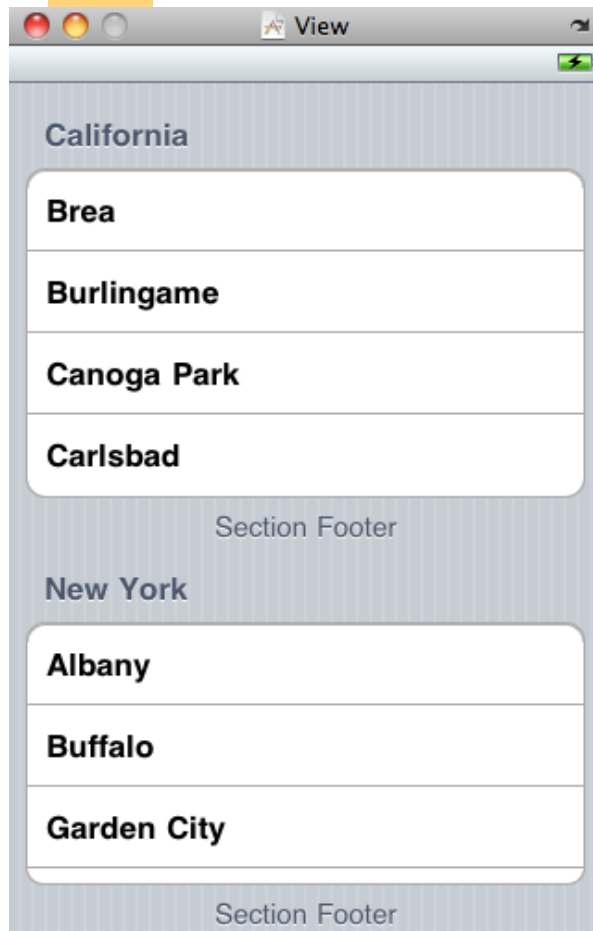 View
California
Brea
Burlingame
Canoga Park
Carlsbad
Section Footer
New York
Albany
Buffalo
Garden City
Section Footer